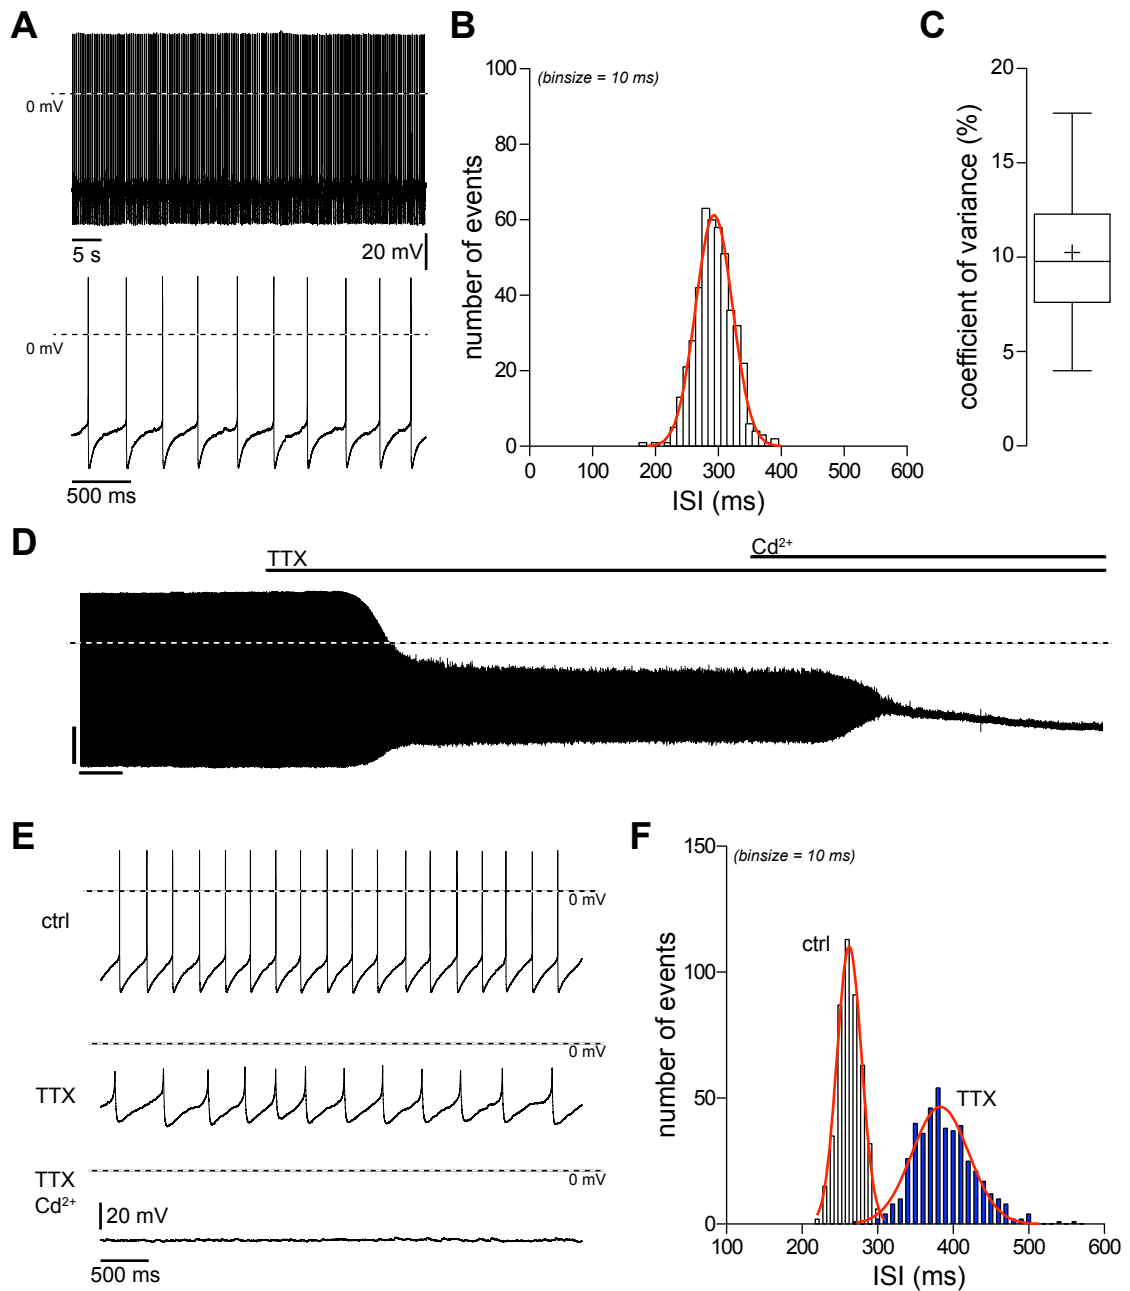 A
0 mV
5 s
20 mV
0 mV
500 ms
B
(binsize = 10 ms)
number of events
100
80
60
40
20
0
0 100 200 300 400 500 600
ISI (ms)
C
coefficient of variance (%)
20
15
10
5
0
D
TTX
Cd²⁺
E
ctrl
0 mV
TTX
0 mV
TTX
Cd²⁺
0 mV
20 mV
500 ms
F
(binsize = 10 ms)
number of events
150
100
50
0
ctrl
TTX
100 200 300 400 500 600
ISI (ms)